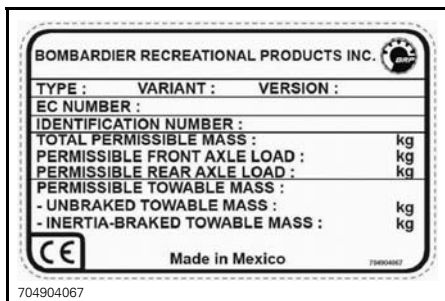 BOMBARDIER RECREATIONAL PRODUCTS INC. BRP
TYPE : VARIANT : VERSION :
EC NUMBER :
IDENTIFICATION NUMBER :
TOTAL PERMISSIBLE MASS : kg
PERMISSIBLE FRONT AXLE LOAD : kg
PERMISSIBLE REAR AXLE LOAD : kg
PERMISSIBLE TOWABLE MASS :
- UNBRAKED TOWABLE MASS : kg
- INERTIA-BRAKED TOWABLE MASS : kg
CE Made in Mexico 704904067
704904067